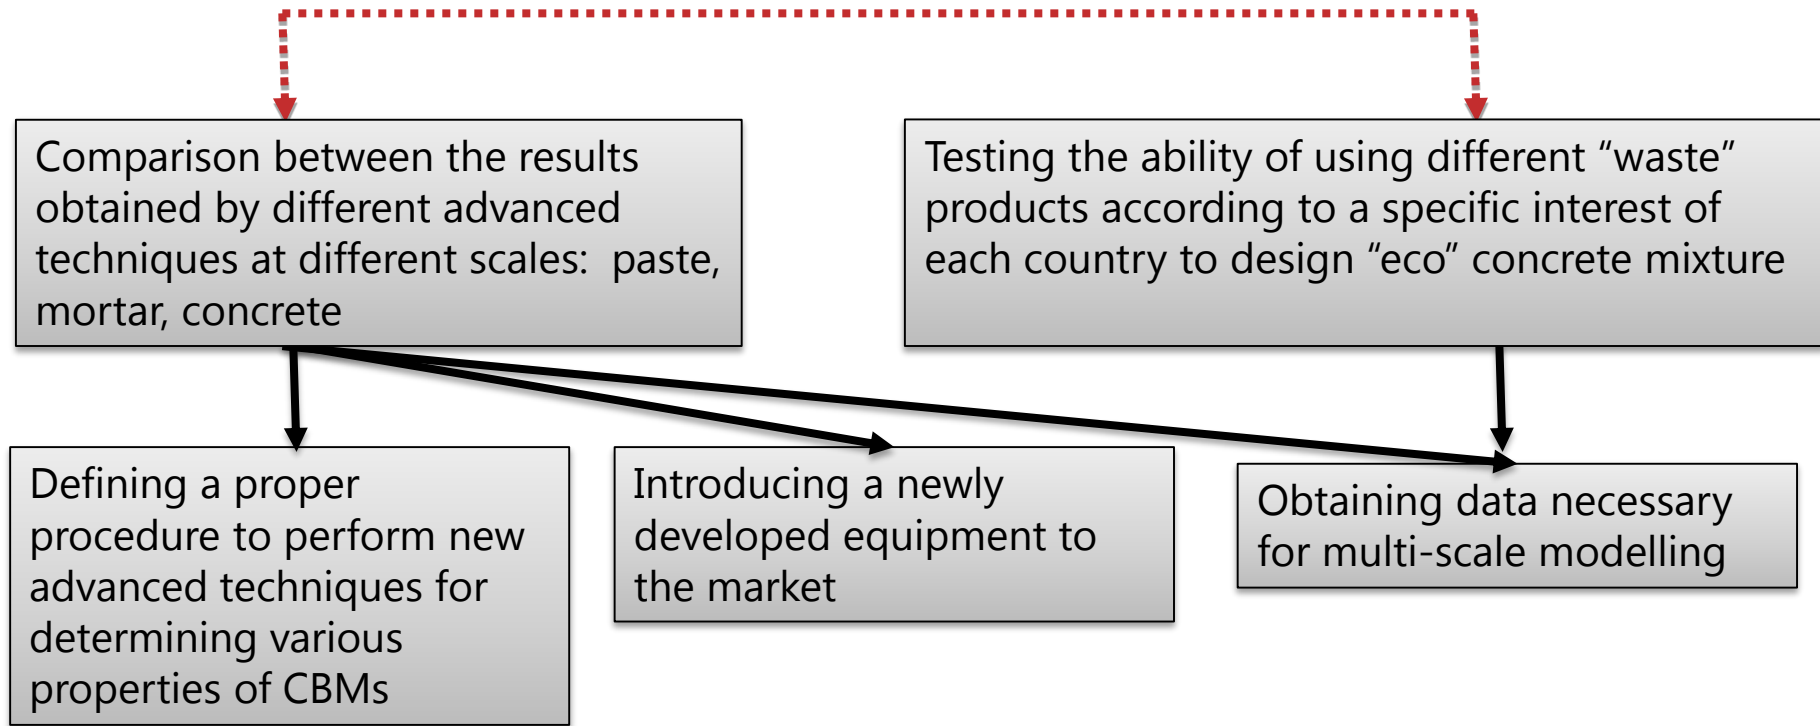 Comparison between the results
obtained by different advanced
techniques at different scales:  paste,
mortar, concrete
Testing the ability of using different “waste”
products according to a specific interest of
each country to design “eco” concrete mixture
Defining a proper
procedure to perform new
advanced techniques for
determining various
properties of CBMs
Introducing a newly
developed equipment to
the market
Obtaining data necessary
for multi-scale modelling